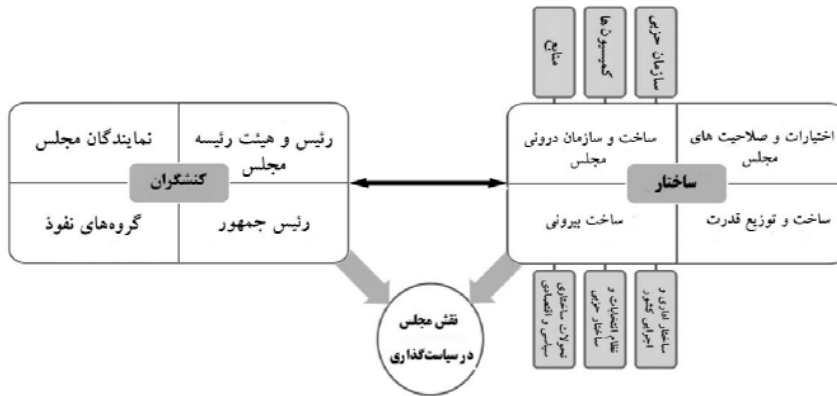 سازمان حزبی
کمیسیون‌ها
منابع
اختیارات و صلاحیت های
مجلس
ساخت و سازمان درونی
مجلس
ساختار
ساخت و توزیع قدرت
ساخت بیرونی
ساختار اداری و
اجرایی کشور
نظام انتخابات و
ساختار حزبی
تحولات ساختاری
سیاسی و اقتصادی
رئیس و هیئت رئیسه
مجلس
نمایندگان مجلس
کنشگران
رئیس جمهور
گروه‌های نفوذ
نقش مجلس
در سیاست‌گذاری